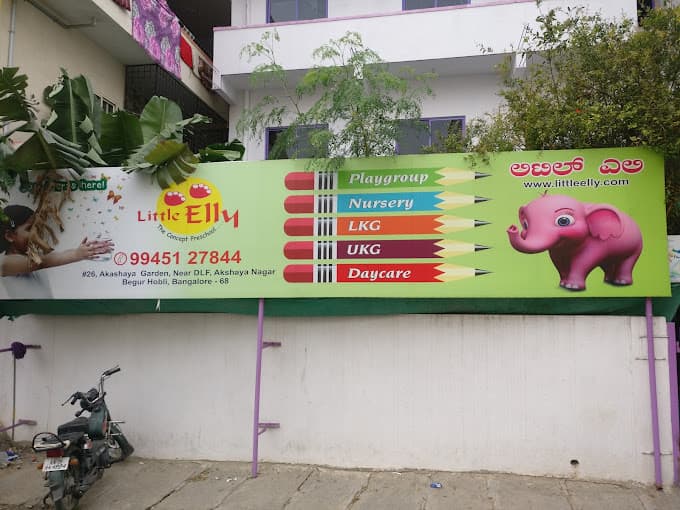 here!
Little Elly
The Concept Preschool
99451 27844
#26, Akashaya Garden, Near DLF, Akshaya Nagar
Begur Hobli, Bangalore - 68
Playgroup
Nursery
LKG
UKG
Daycare
ಲಿಟಿಲ್ ಎಲಿ
www.littleelly.com